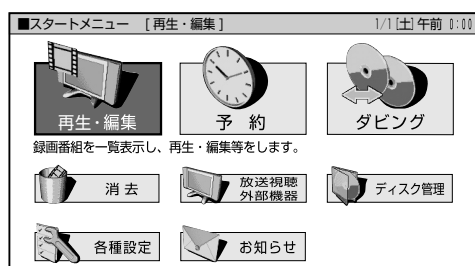 ■スタートメニュー [再生・編集] 1/1[土]午前 0:00
再生・編集 予 約 ダビング
録画番組を一覧表示し、再生・編集等をします。
消 去 放送視聴 ディスク管理
外部機器
各種設定 お知らせ